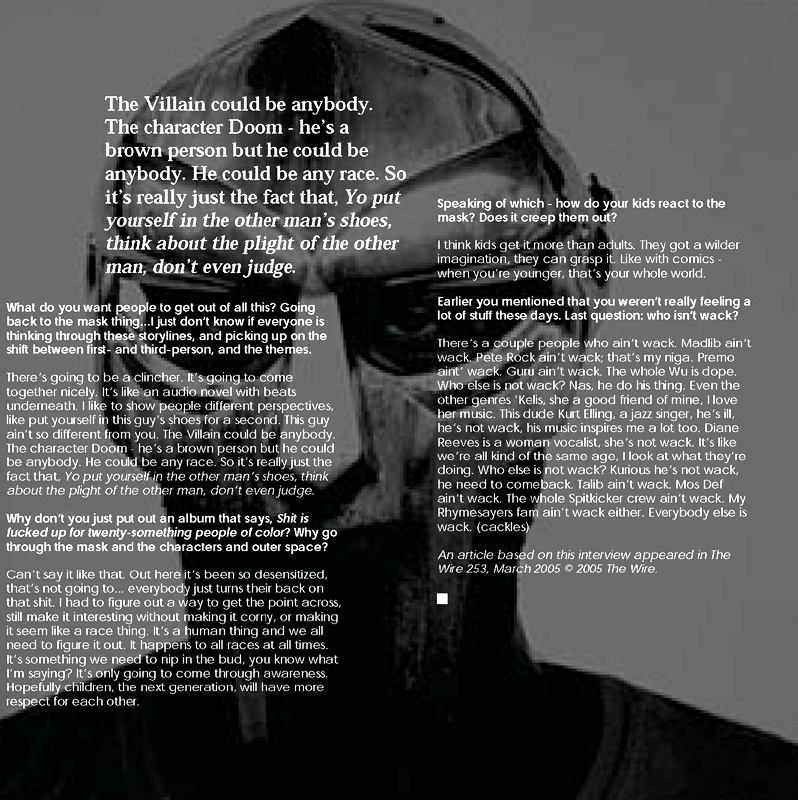 The Villain could be anybody.
The character Doom - he's a
brown person but he could be
anybody. He could be any race. So
it's really just the fact that, Yo put
yourself in the other man's shoes,
think about the plight of the other
man, don't even judge.
What do you want people to get out of all this? Going
back to the mask thing...I just don't know if everyone is
thinking through these storylines, and picking up on the
shift between first- and third-person, and the themes.
There's going to be a clincher. It's going to come
together nicely. It's like an audio novel with beats
underneath. I like to show people different perspectives,
like put yourself in this guy's shoes for a second. This guy
ain't so different from you. The Villain could be anybody.
The character Doom - he's a brown person but he could
be anybody. He could be any race. So it's really just the
fact that, Yo put yourself in the other man's shoes, think
about the plight of the other man, don't even judge.
Why don't you just put out an album that says, Shit is
fucked up for twenty-something people of color? Why go
through the mask and the characters and outer space?
Can't say it like that. Out here it's been so desensitized,
that's not going to... everybody just turns their back on
that shit. I had to figure out a way to get the point across,
still make it interesting without making it corny, or making
it seem like a race thing. It's a human thing and we all
need to figure it out. It happens to all races at all times.
It's something we need to nip in the bud, you know what
I'm saying? It's only going to come through awareness.
Hopefully children, the next generation, will have more
respect for each other.
Speaking of which - how do your kids react to the
mask? Does it creep them out?
I think kids get it more than adults. They got a wilder
imagination, they can grasp it. Like with comics -
when you're younger, that's your whole world.
Earlier you mentioned that you weren't really feeling a
lot of stuff these days. Last question: who isn't wack?
There's a couple people who ain't wack. Madlib ain't
wack. Pete Rock ain't wack; that's my niga. Premo
aint' wack. Guru ain't wack. The whole Wu is dope.
Who else is not wack? Nas, he do his thing. Even the
other genres 'Kelis, she a good friend of mine, I love
her music. This dude Kurt Elling, a jazz singer, he's ill,
he's not wack, his music inspires me a lot too. Diane
Reeves is a woman vocalist, she's not wack. It's like
we're all kind of the same age, I look at what they're
doing. Who else is not wack? Kurious he's not wack,
he need to comeback. Talib ain't wack. Mos Def
ain't wack. The whole Spitkicker crew ain't wack. My
Rhymesayers fam ain't wack either. Everybody else is
wack. (cackles)
An article based on this interview appeared in The
Wire 253, March 2005 © 2005 The Wire.